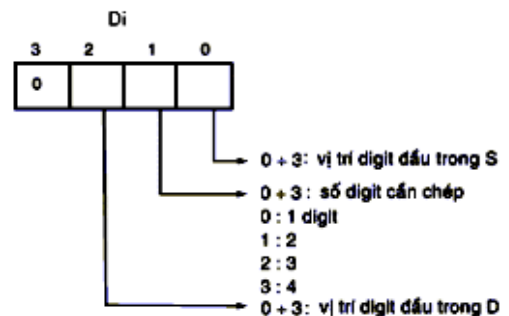 Di
3 2 1 0
0
0 ÷ 3: vị trí digit đầu trong S
0 ÷ 3: số digit cần chép
0 : 1 digit
1 : 2
2 : 3
3 : 4
0 ÷ 3: vị trí digit đầu trong D